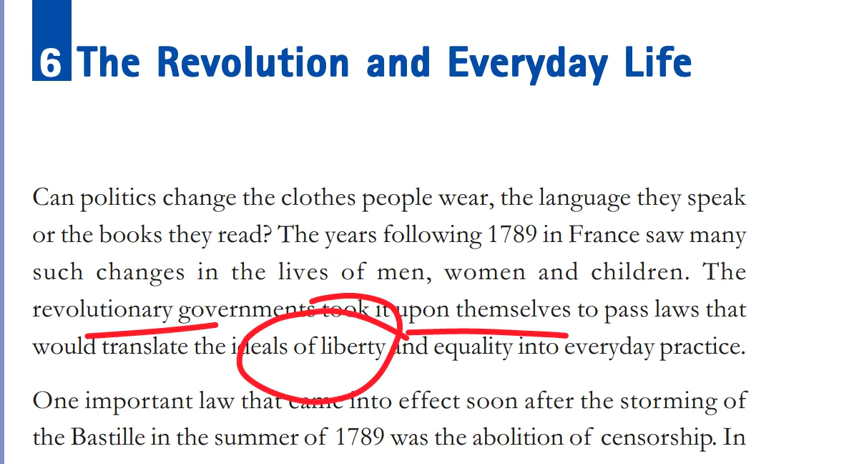 6 The Revolution and Everyday Life
Can politics change the clothes people wear, the language they speak
or the books they read? The years following 1789 in France saw many
such changes in the lives of men, women and children. The
revolutionary governments took it upon themselves to pass laws that
would translate the ideals of liberty and equality into everyday practice.
One important law that came into effect soon after the storming of
the Bastille in the summer of 1789 was the abolition of censorship. In